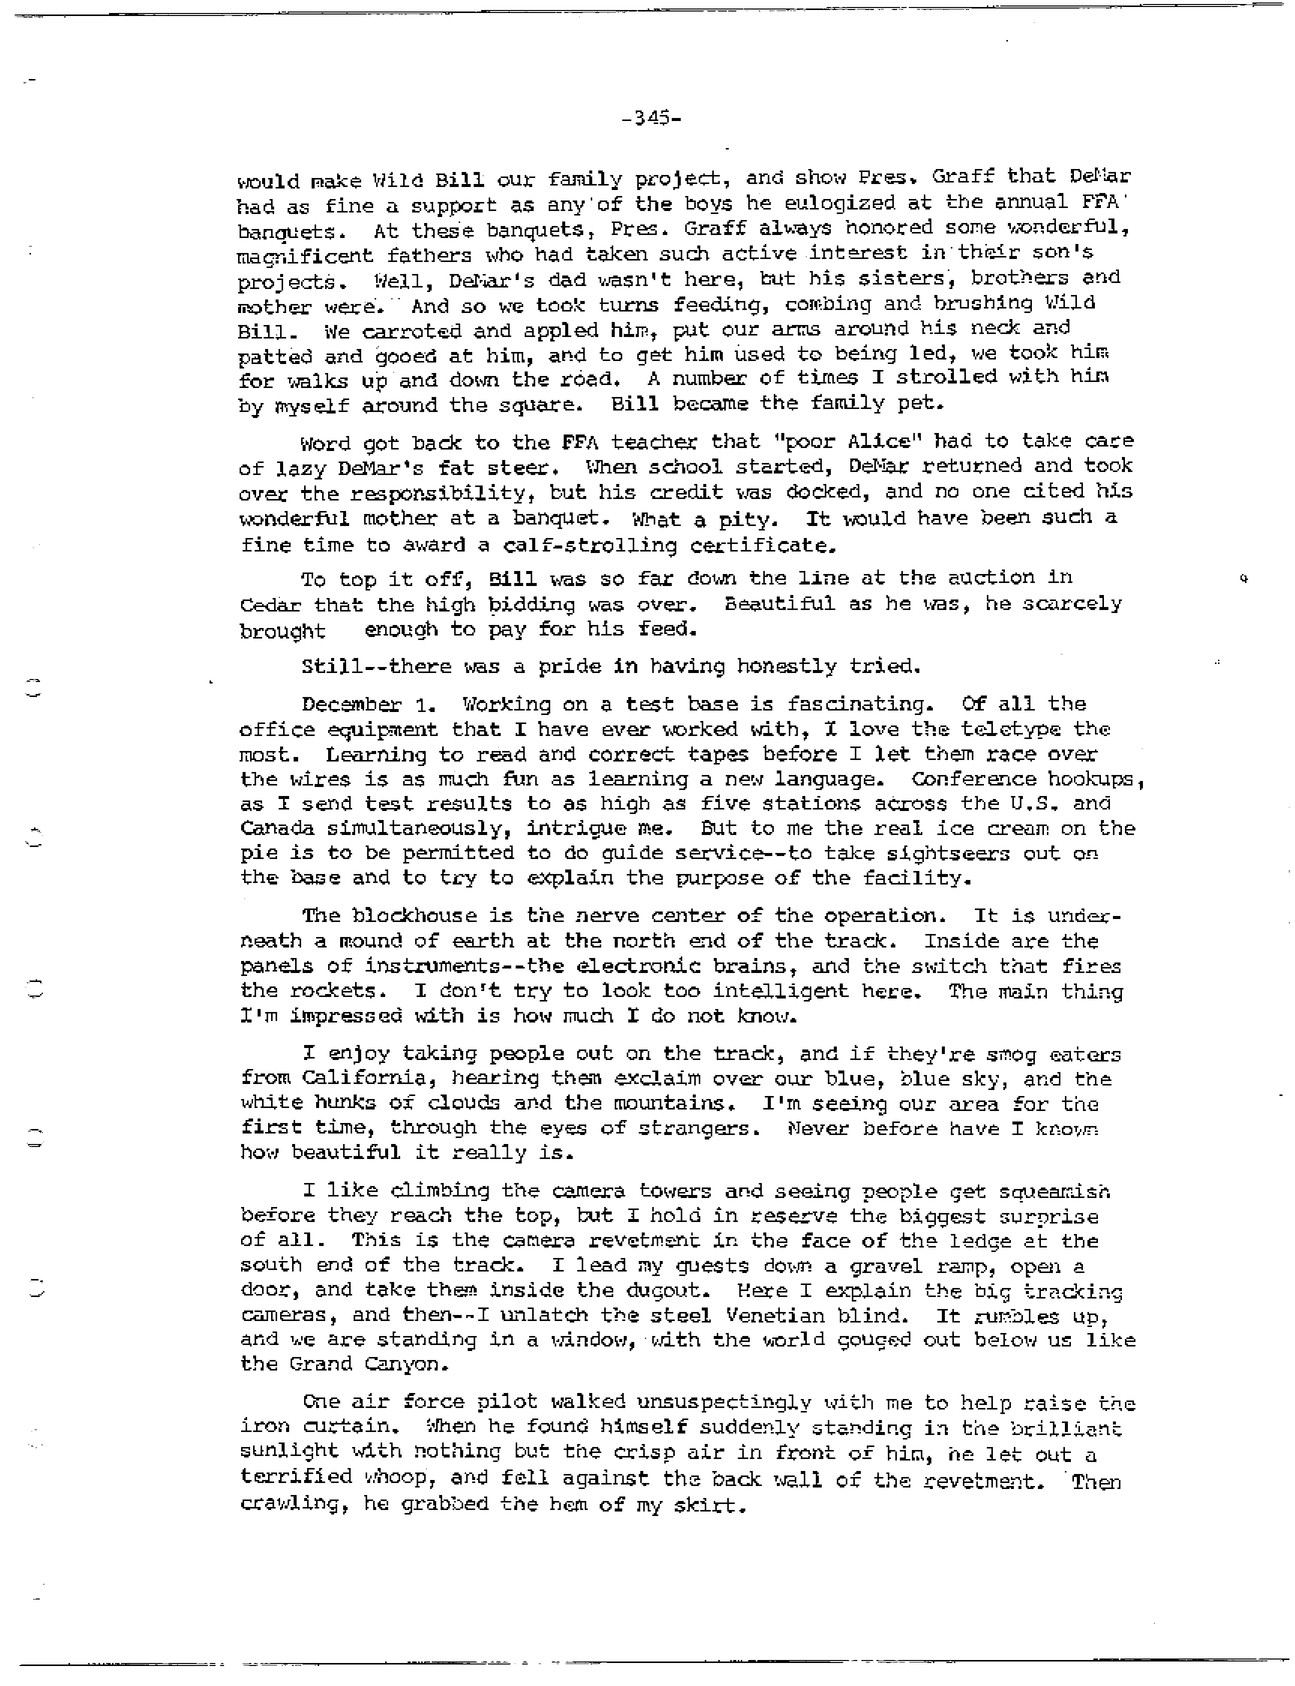 -345-
would make Wild Bill our family project, and show Pres. Graff that DeMar
had as fine a support as any of the boys he eulogized at the annual FFA
banquets. At these banquets, Pres. Graff always honored some wonderful,
magnificent fathers who had taken such active interest in their son's
projects. Well, DeMar's dad wasn't here, but his sisters, brothers and
mother were. And so we took turns feeding, combing and brushing Wild
Bill. We carroted and appled him, put our arms around his neck and
patted and gooed at him, and to get him used to being led, we took him
for walks up and down the road. A number of times I strolled with him
by myself around the square. Bill became the family pet.
Word got back to the FFA teacher that "poor Alice" had to take care
of lazy DeMar's fat steer. When school started, DeMar returned and took
over the responsibility, but his credit was docked, and no one cited his
wonderful mother at a banquet. What a pity. It would have been such a
fine time to award a calf-strolling certificate.
To top it off, Bill was so far down the line at the auction in
Cedar that the high bidding was over. Beautiful as he was, he scarcely
brought enough to pay for his feed.
Still--there was a pride in having honestly tried.
December 1. Working on a test base is fascinating. Of all the
office equipment that I have ever worked with, I love the teletype the
most. Learning to read and correct tapes before I let them race over
the wires is as much fun as learning a new language. Conference hookups,
as I send test results to as high as five stations across the U.S. and
Canada simultaneously, intrigue me. But to me the real ice cream on the
pie is to be permitted to do guide service--to take sightseers out on
the base and to try to explain the purpose of the facility.
The blockhouse is the nerve center of the operation. It is under-
neath a mound of earth at the north end of the track. Inside are the
panels of instruments--the electronic brains, and the switch that fires
the rockets. I don't try to look too intelligent here. The main thing
I'm impressed with is how much I do not know.
I enjoy taking people out on the track, and if they're smog eaters
from California, hearing them exclaim over our blue, blue sky, and the
white hunks of clouds and the mountains. I'm seeing our area for the
first time, through the eyes of strangers. Never before have I known
how beautiful it really is.
I like climbing the camera towers and seeing people get squeamish
before they reach the top, but I hold in reserve the biggest surprise
of all. This is the camera revetment in the face of the ledge at the
south end of the track. I lead my guests down a gravel ramp, open a
door, and take them inside the dugout. Here I explain the big tracking
cameras, and then--I unlatch the steel Venetian blind. It rumbles up,
and we are standing in a window, with the world gouged out below us like
the Grand Canyon.
One air force pilot walked unsuspectingly with me to help raise the
iron curtain. When he found himself suddenly standing in the brilliant
sunlight with nothing but the crisp air in front of him, he let out a
terrified whoop, and fell against the back wall of the revetment. Then
crawling, he grabbed the hem of my skirt.